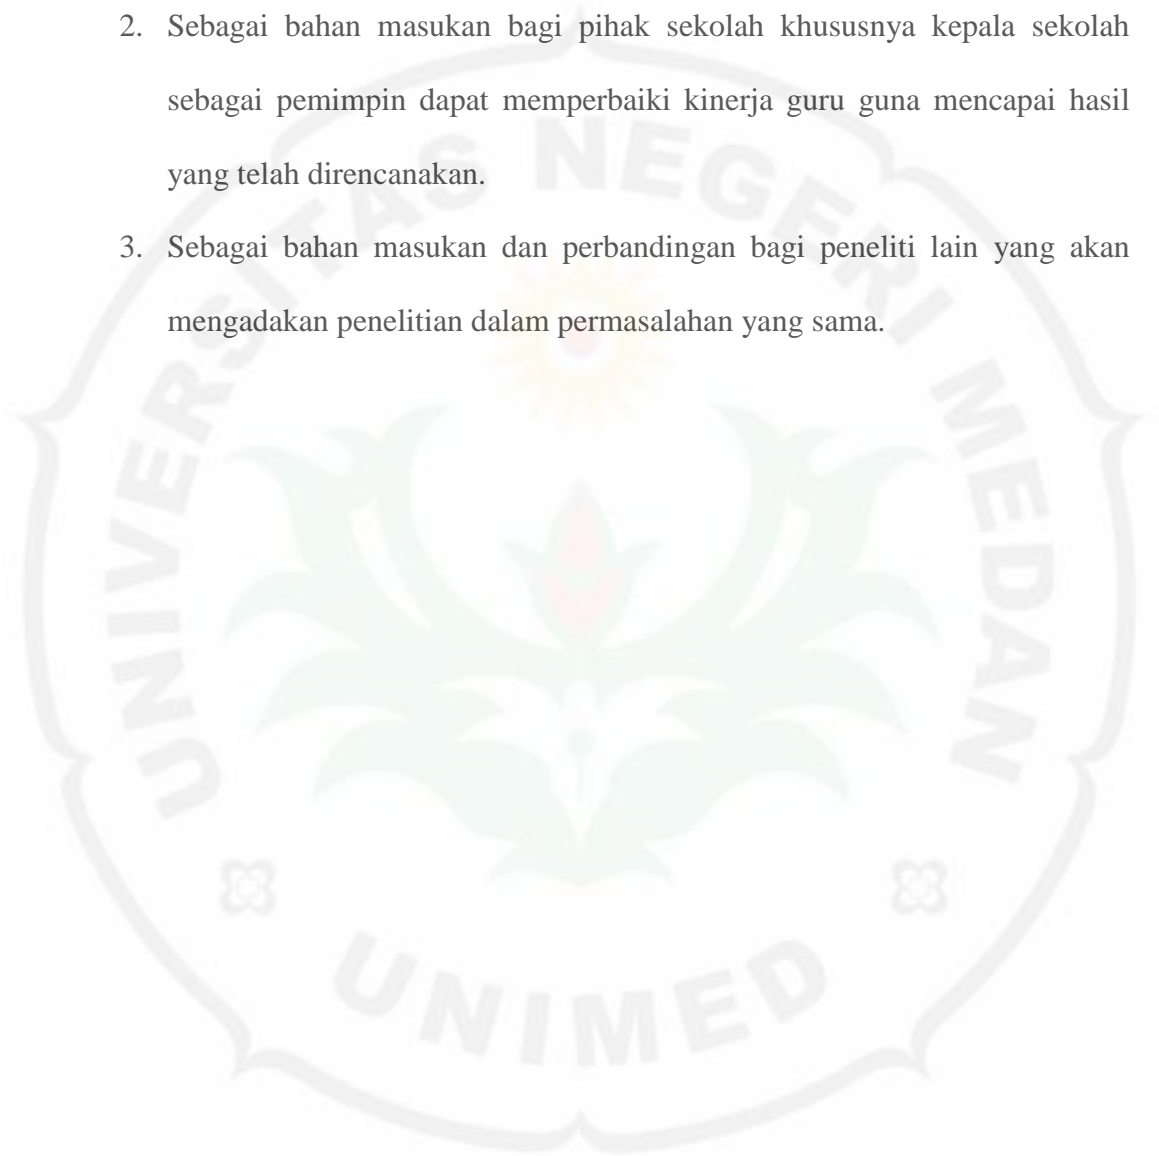 2. Sebagai bahan masukan bagi pihak sekolah khususnya kepala sekolah
sebagai pemimpin dapat memperbaiki kinerja guru guna mencapai hasil
yang telah direncanakan.
3. Sebagai bahan masukan dan perbandingan bagi peneliti lain yang akan
mengadakan penelitian dalam permasalahan yang sama.
UNIVERSITAS NEGERI MEDAN
UNIMED